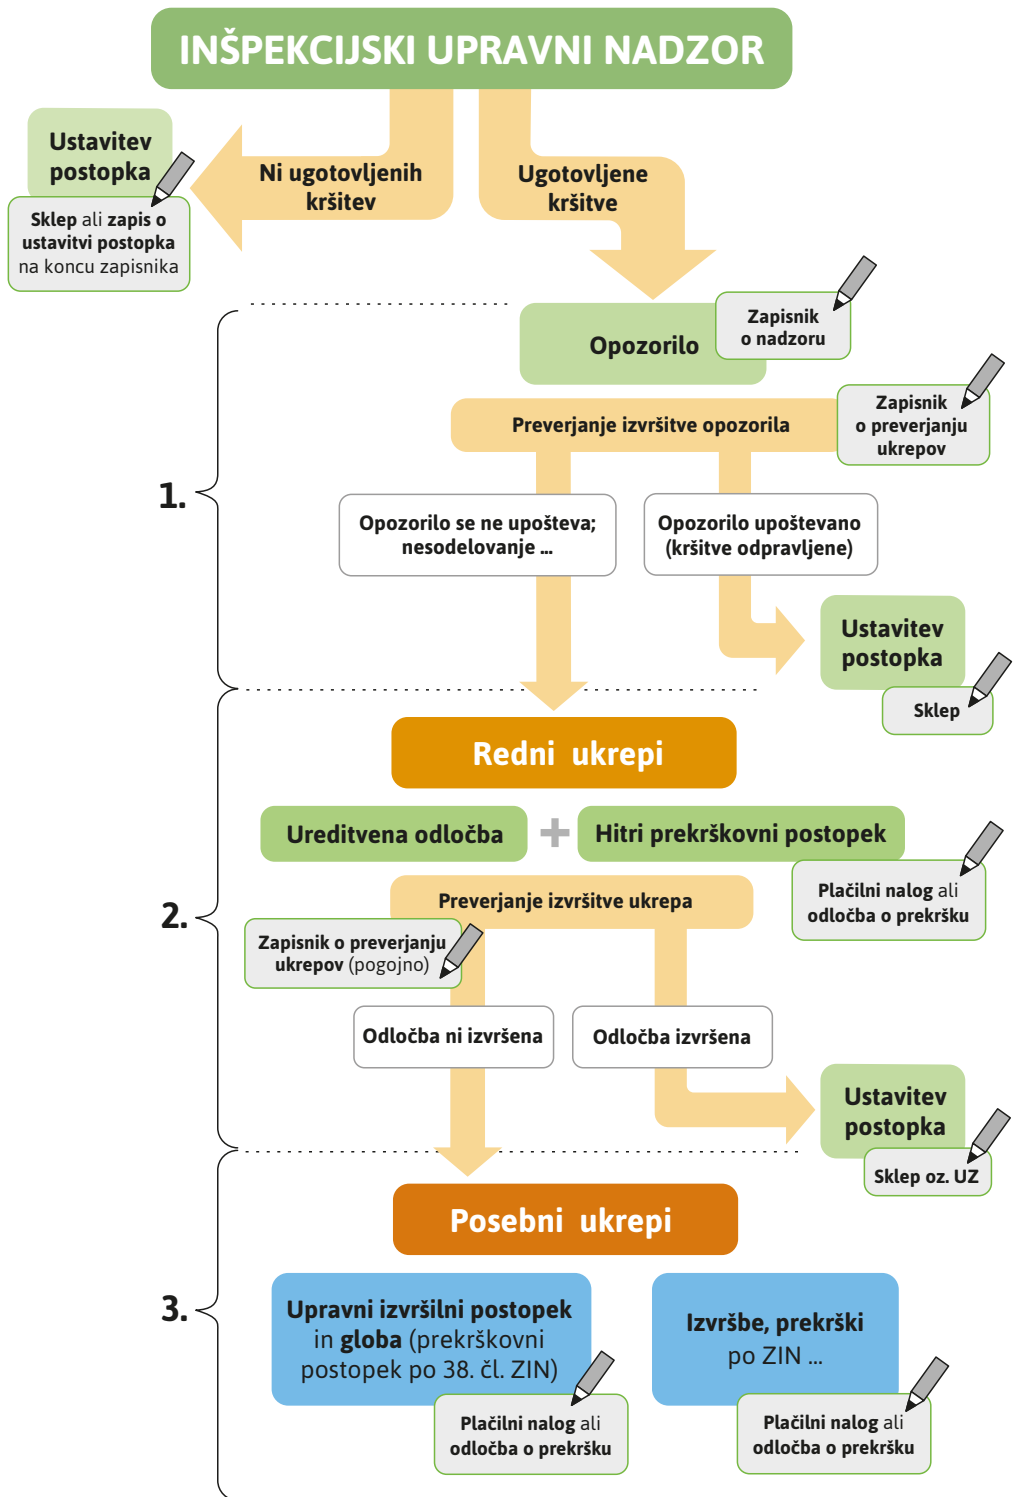 INŠPEKCIJSKI UPRAVNI NADZOR
Ustavitev
postopka
Sklep ali zapis o
ustavitvi postopka
na koncu zapisnika
Ni ugotovljenih
kršitev
Ugotovljene
kršitve
1.
Opozorilo
Zapisnik
o nadzoru
Preverjanje izvršitve opozorila
Zapisnik
o preverjanju
ukrepov
Opozorilo se ne upošteva;
nesodelovanje ...
Opozorilo upoštevano
(kršitve odpravljene)
Ustavitev
postopka
Sklep
2.
Redni ukrepi
Ureditvena odločba
+
Hitri prekrškovni postopek
Plačilni nalog ali
odločba o prekršku
Preverjanje izvršitve ukrepa
Zapisnik o preverjanju
ukrepov (pogojno)
Odločba ni izvršena
Odločba izvršena
Ustavitev
postopka
Sklep oz. UZ
3.
Posebni ukrepi
Upravni izvršilni postopek
in globa (prekrškovni
postopek po 38. čl. ZIN)
Plačilni nalog ali
odločba o prekršku
Izvršbe, prekrški
po ZIN ...
Plačilni nalog ali
odločba o prekršku